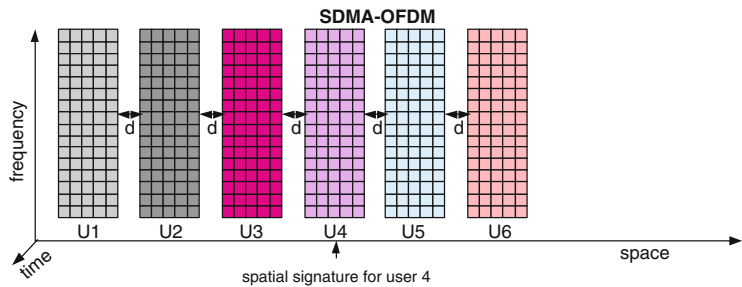 SDMA-OFDM
frequency
d d d d d
U1 U2 U3 U4 U5 U6
time
space
spatial signature for user 4